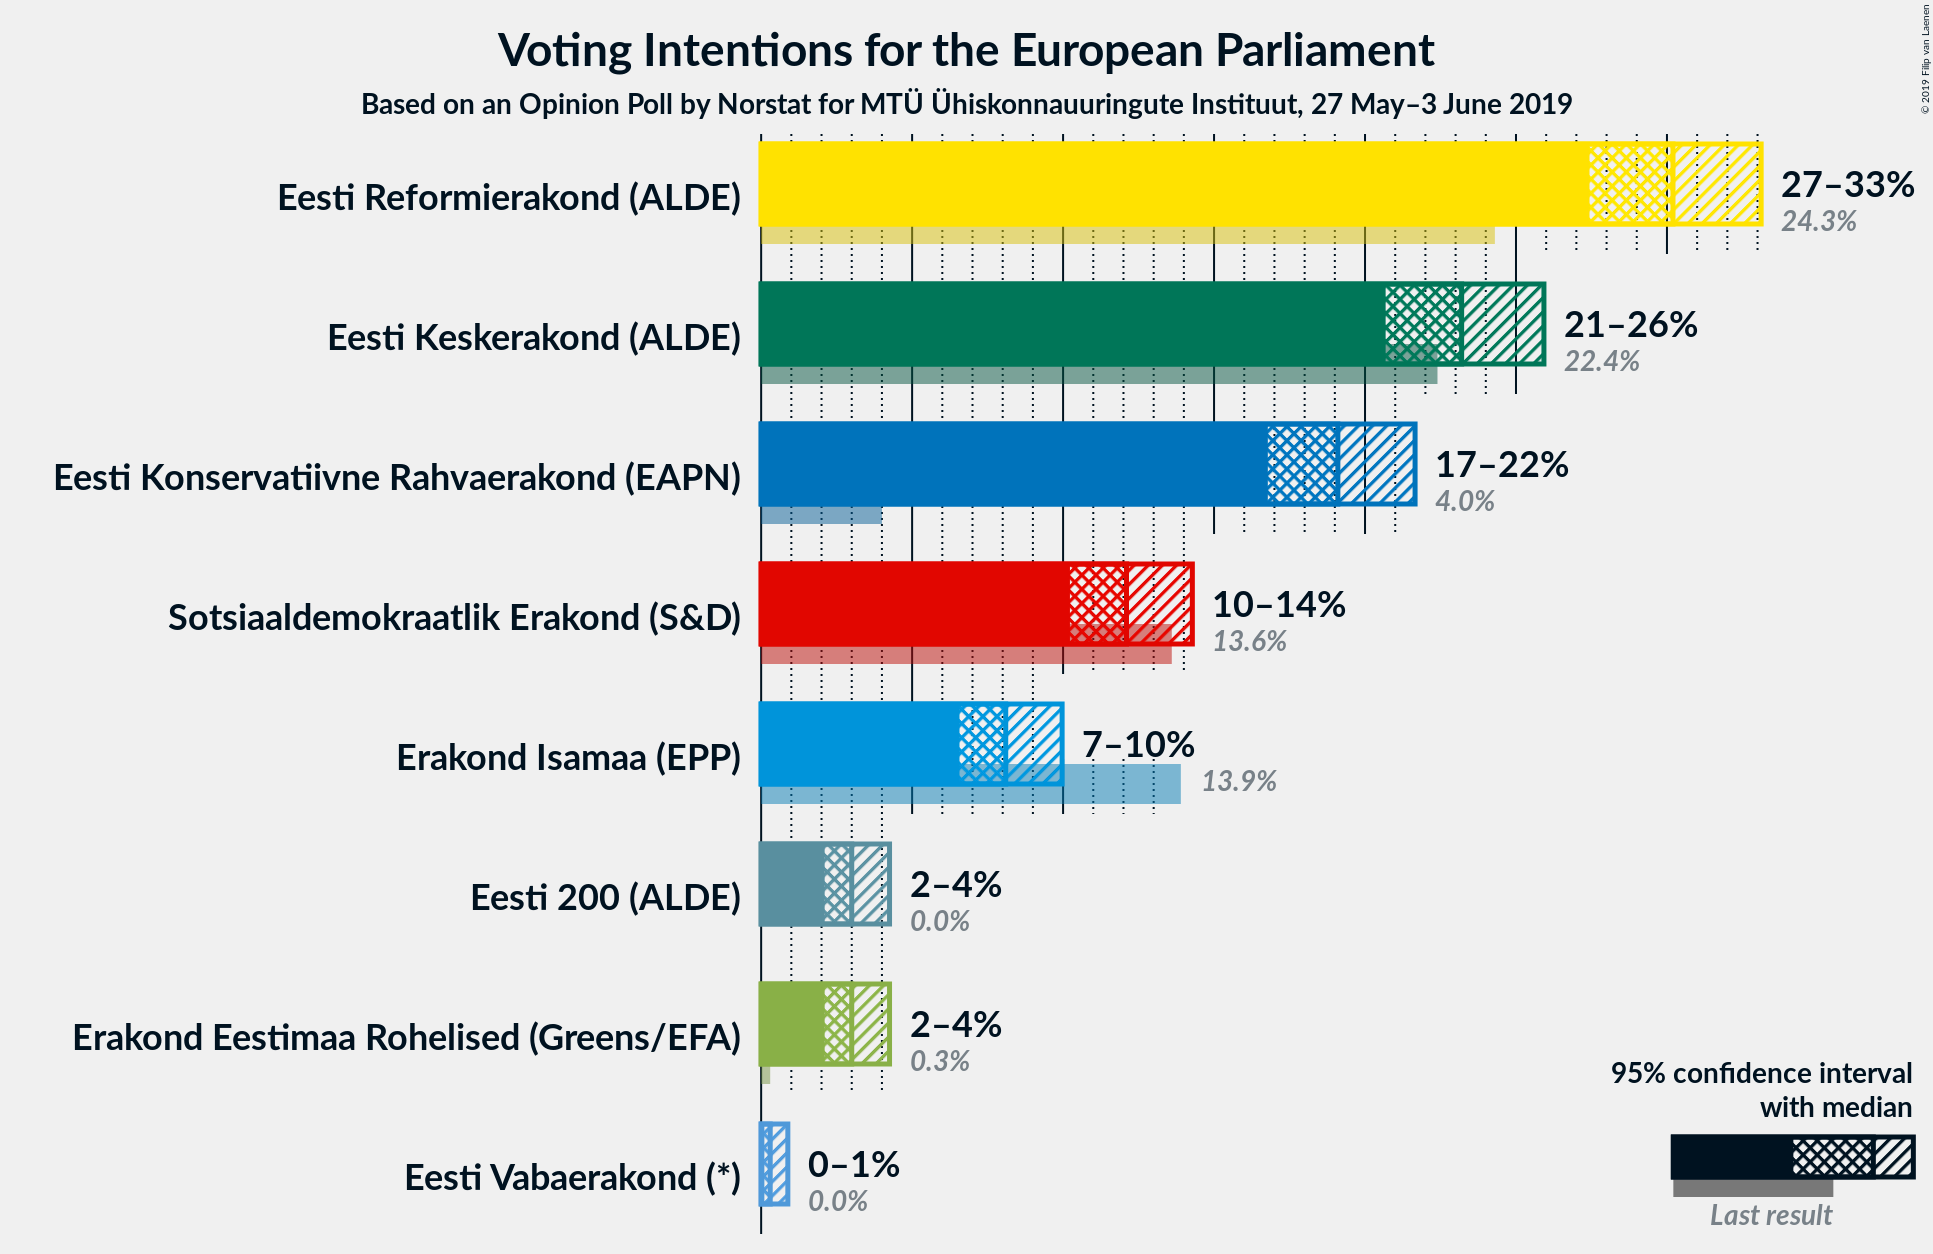 Voting Intentions for the European Parliament
Based on an Opinion Poll by Norstat for MTÜ Ühiskonnauuringute Instituut, 27 May–3 June 2019
© 2019 Filip van Laenen
Eesti Reformierakond (ALDE)
27–33%
24.3%
Eesti Keskerakond (ALDE)
21–26%
22.4%
Eesti Konservatiivne Rahvaerakond (EAPN)
17–22%
4.0%
Sotsiaaldemokraatlik Erakond (S&D)
10–14%
13.6%
Erakond Isamaa (EPP)
7–10%
13.9%
Eesti 200 (ALDE)
2–4%
0.0%
Erakond Eestimaa Rohelised (Greens/EFA)
2–4%
0.3%
Eesti Vabaerakond (*)
0–1%
0.0%
95% confidence interval
with median
Last result